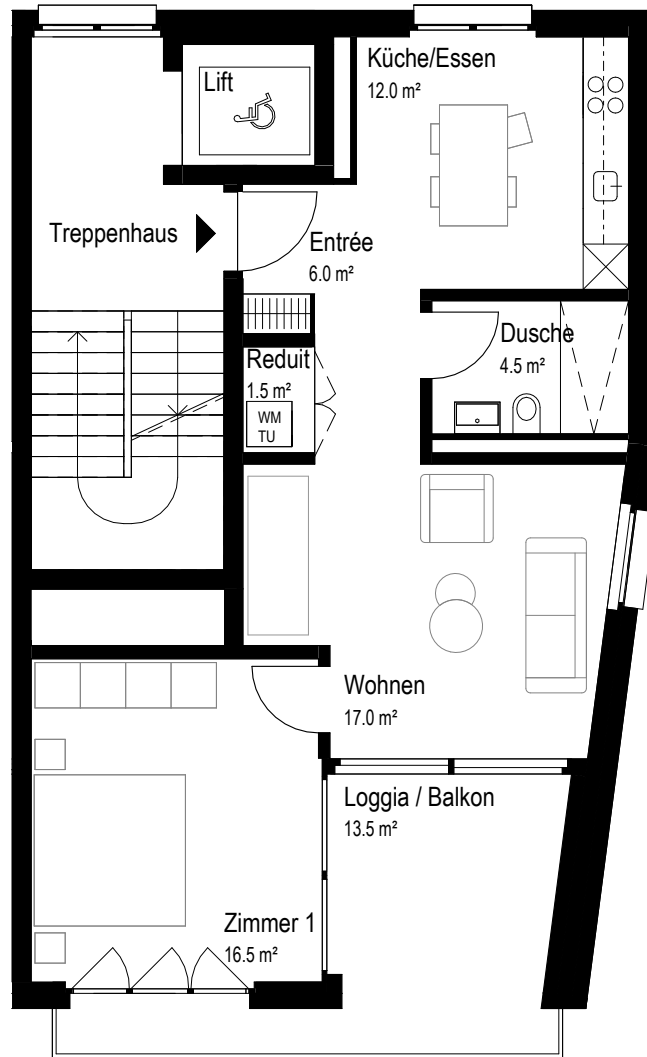 Lift
Küche/Essen
12.0 m²
Treppenhaus
Entrée
6.0 m²
Dusche
4.5 m²
Reduit
1.5 m²
WM
TU
Wohnen
17.0 m²
Loggia / Balkon
13.5 m²
Zimmer 1
16.5 m²